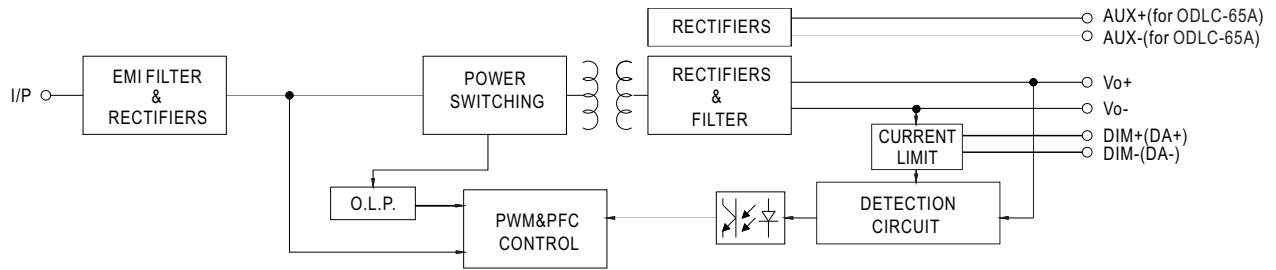 RECTIFIERS
AUX+(for ODLC-65A)
AUX-(for ODLC-65A)
I/P
EMI FILTER
&
RECTIFIERS
POWER
SWITCHING
RECTIFIERS
&
FILTER
Vo+
Vo-
CURRENT
LIMIT
DIM+(DA+)
DIM-(DA-)
O.L.P.
PWM&PFC
CONTROL
DETECTION
CIRCUIT